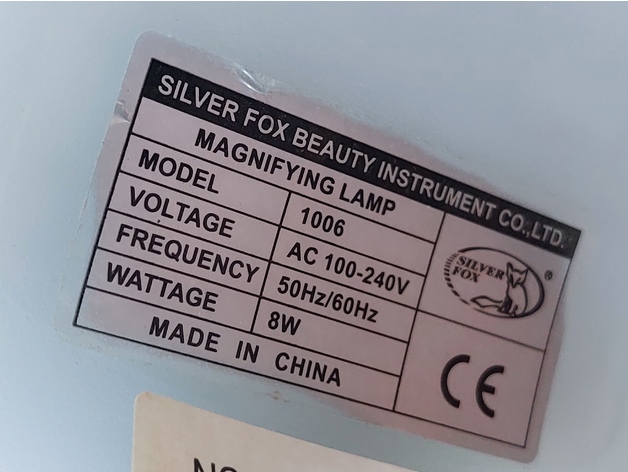 SILVER FOX BEAUTY INSTRUMENT CO.,LTD.
MAGNIFYING LAMP
MODEL 1006
VOLTAGE AC 100-240V
FREQUENCY 50Hz/60Hz
WATTAGE 8W
MADE IN CHINA
SILVER
FOX
®
CE